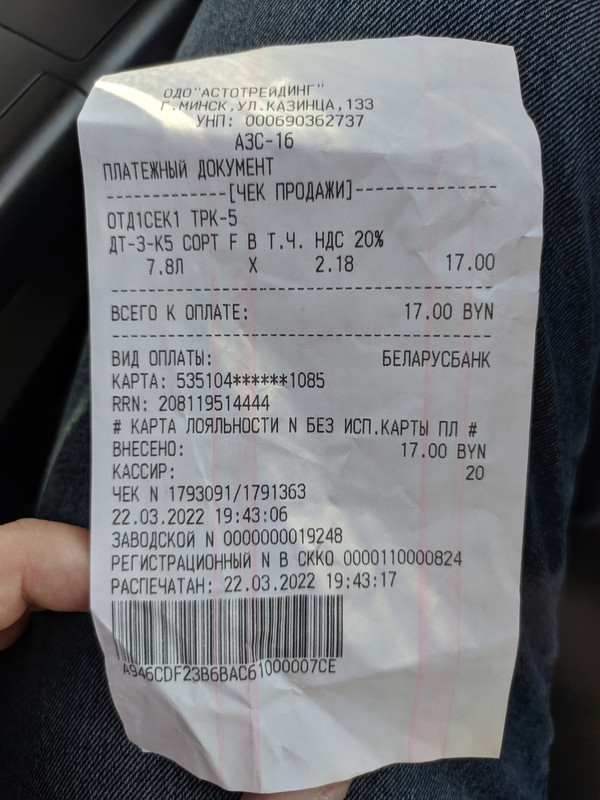 ОДО"АСТОТРЕЙДИНГ"
Г.МИНСК,УЛ.КАЗИНЦА,133
УНП: 000690362737
АЗС-16
ПЛАТЕЖНЫЙ ДОКУМЕНТ
------------[ЧЕК ПРОДАЖИ]--------------
ОТД1СЕК1 ТРК-5
ДТ-З-К5 СОРТ F В Т.Ч. НДС 20%
7.8Л Х 2.18 17.00
ВСЕГО К ОПЛАТЕ: 17.00 BYN
ВИД ОПЛАТЫ: БЕЛАРУСБАНК
КАРТА: 535104******1085
RRN: 208119514444
# КАРТА ЛОЯЛЬНОСТИ N БЕЗ ИСП.КАРТЫ ПЛ #
ВНЕСЕНО: 17.00 BYN
КАССИР: 20
ЧЕК N 1793091/1791363
22.03.2022 19:43:06
ЗАВОДСКОЙ N 0000000019248
РЕГИСТРАЦИОННЫЙ N В СККО 0000110000824
РАСПЕЧАТАН: 22.03.2022 19:43:17
A946CDF23B6BAC61000007CE